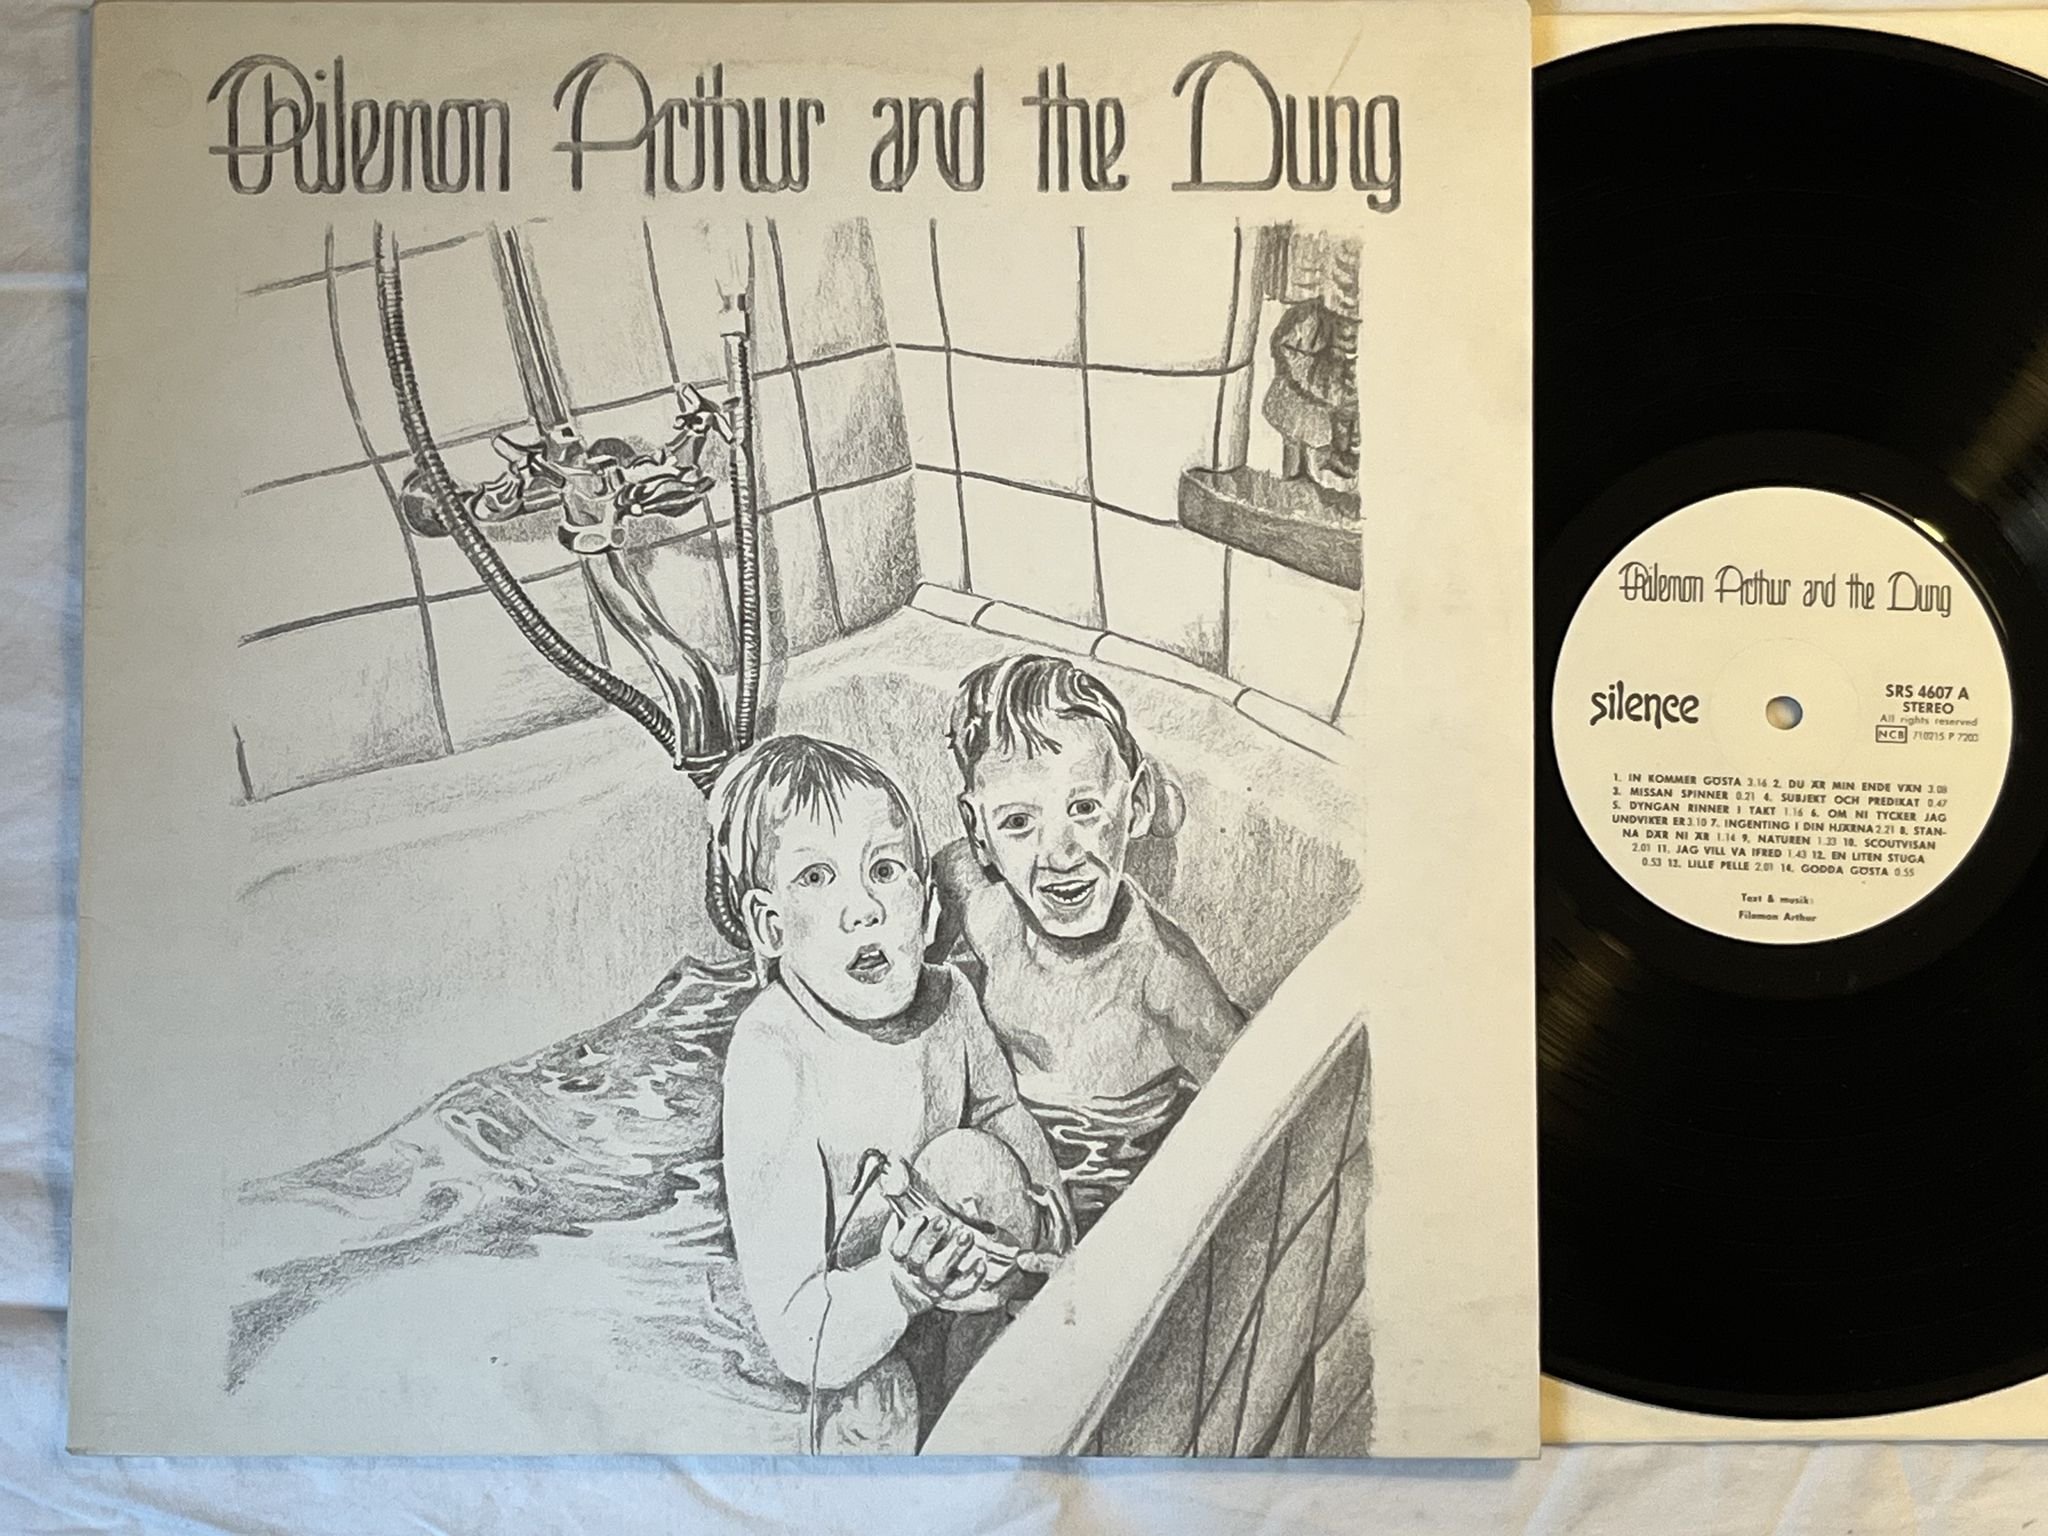 Philemon Arthur and the Dung
Philemon Arthur and the Dung
silence
SRS 4607 A
STEREO
All rights reserved
NCB 710215 P 7203
1. IN KOMMER GÖSTA 3.16 2. DU ÄR MIN ENDE VÄN 3.08
3. MISSAN SPINNER 0.21 4. SUBJEKT OCH PREDIKAT 0.47
5. DYNGAN RINNER I TAKT 1.16 6. OM NI TYCKER JAG
UNDVIKER ER 3.10 7. INGENTING I DIN HJÄRNA 2.21 8. STAN-
NA DÄR NI ÄR 1.14 9. NATUREN 1.33 10. SCOUTVISAN
2.01 11. JAG VILL VA IFRED 1.43 12. EN LITEN STUGA
0.53 13. LILLE PELLE 2.01 14. GODDA GÖSTA 0.55
Text & musik:
Filemon Arthur